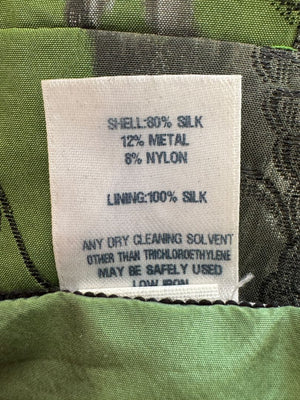 SHELL:80% SILK
12% METAL
8% NYLON
LINING:100% SILK
ANY DRY CLEANING SOLVENT
OTHER THAN TRICHLOROETHYLENE
MAY BE SAFELY USED
LOW IRON